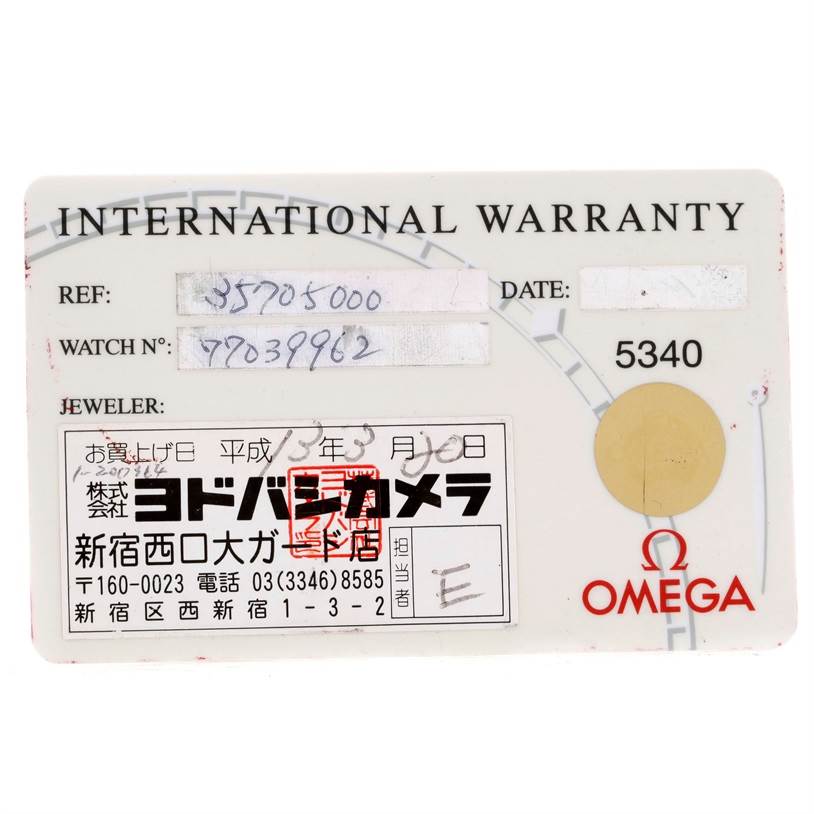 INTERNATIONAL WARRANTY
REF: 35705000 DATE:
WATCH Nº: 77039962
5340
JEWELER:
お買上げ日 平成 13年 3月 20日
株式会社 ヨドバシカメラ
新宿西口大ガード店
〒160-0023 電話 03(3346)8585
新宿区西新宿1-3-2
担当者 E
Ω
OMEGA